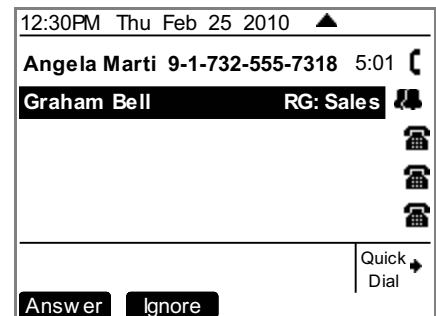 12:30PM Thu Feb 25 2010
Angela Marti 9-1-732-555-7318 5:01
Graham Bell RG: Sales
Quick
Dial
Answer Ignore